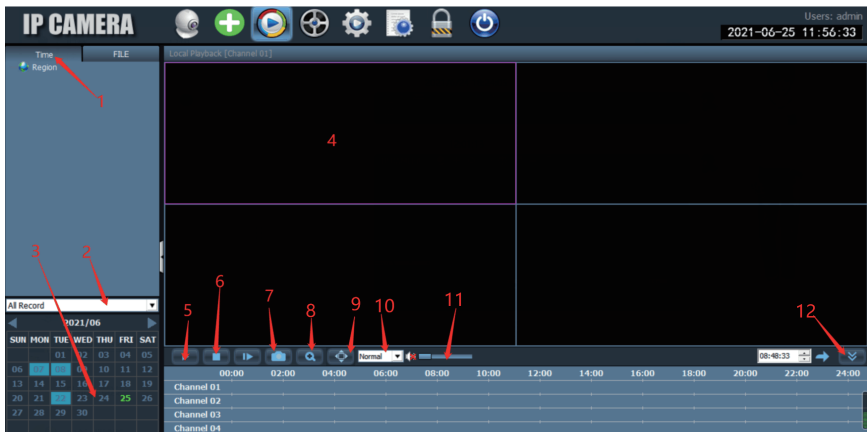 IP CAMERA
Users: admin
2021-06-25 11:56:33
Time FILE
Region
Local Playback [Channel 01]
1
4
3 2
All Record
2021/06
SUN MON TUE WED THU FRI SAT
01 02 03 04 05
06 07 08 09 10 11 12
13 14 15 16 17 18 19
20 21 22 23 24 25 26
27 28 29 30
5 6 7 8 9 10 11 12
Normal
08:48:33
00:00 02:00 04:00 06:00 08:00 10:00 12:00 14:00 16:00 18:00 20:00 22:00 24:00
Channel 01
Channel 02
Channel 03
Channel 04